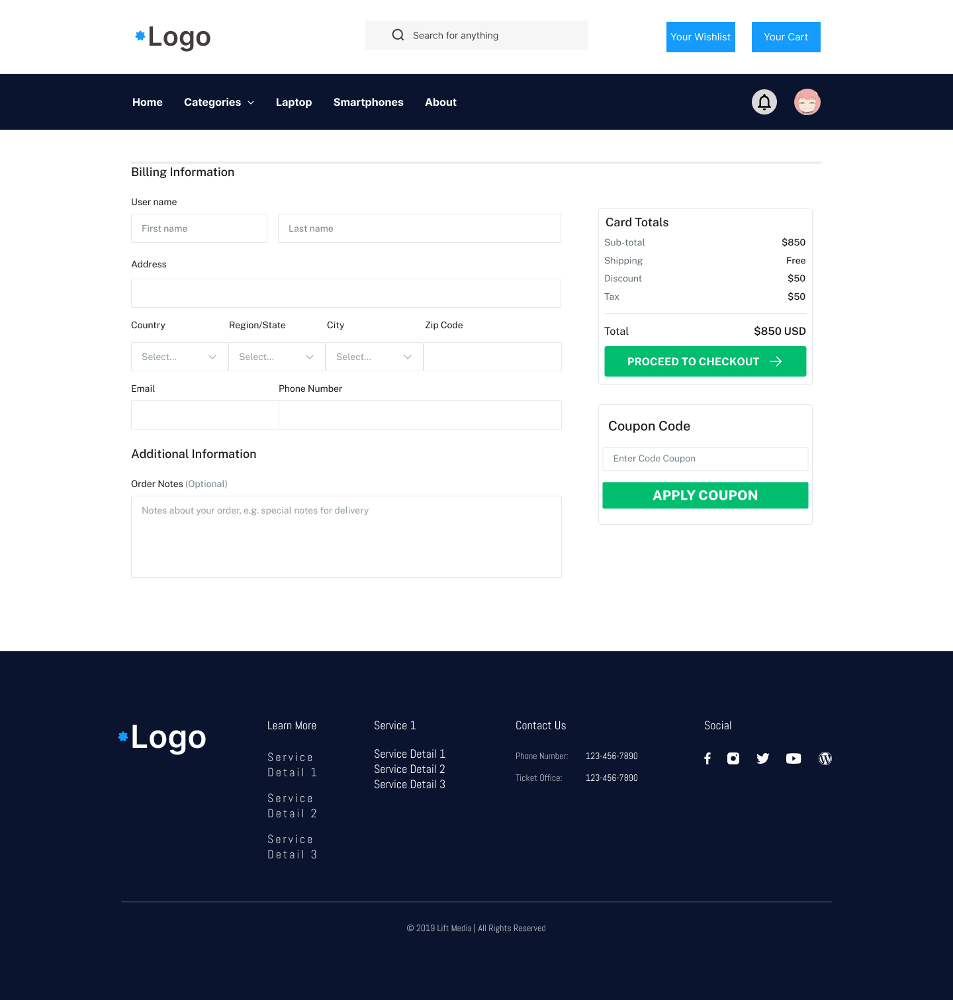 Logo
Search for anything
Your Wishlist
Your Cart
Home
Categories
Laptop
Smartphones
About
Billing Information
User name
First name
Last name
Address
Country
Region/State
City
Zip Code
Select...
Select...
Select...
Email
Phone Number
Additional Information
Order Notes (Optional)
Notes about your order, e.g. special notes for delivery
Card Totals
Sub-total
$850
Shipping
Free
Discount
$50
Tax
$50
Total
$850 USD
PROCEED TO CHECKOUT
Coupon Code
Enter Code Coupon
APPLY COUPON
Logo
Learn More
Service
Detail 1
Service
Detail 2
Service
Detail 3
Service 1
Service Detail 1
Service Detail 2
Service Detail 3
Contact Us
Phone Number:
123-456-7890
Ticket Office:
123-456-7890
Social
© 2019 Lift Media | All Rights Reserved